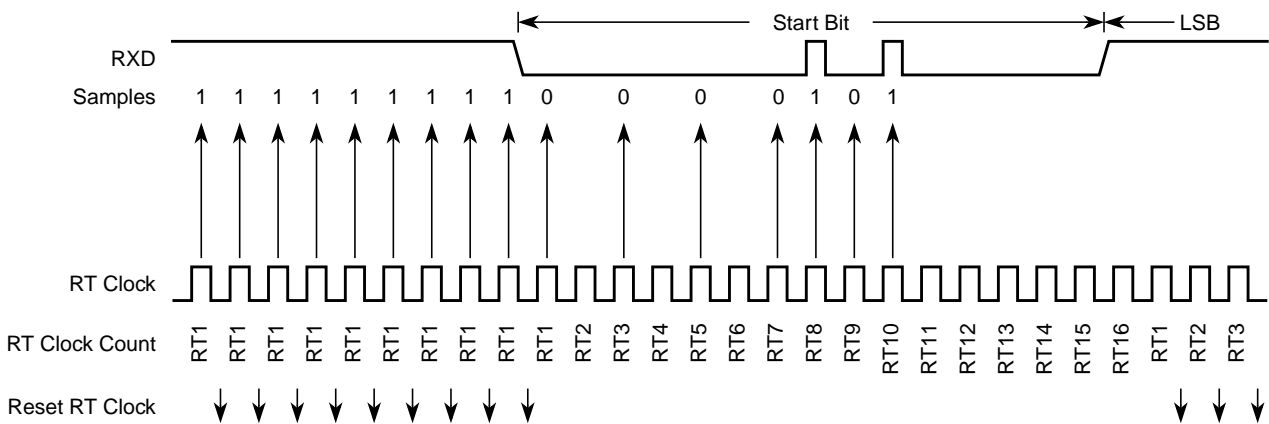 Start Bit LSB
RXD
Samples 1 1 1 1 1 1 1 1 1 0 0 0 0 1 0 1
RT Clock
RT Clock Count RT1 RT1 RT1 RT1 RT1 RT1 RT1 RT1 RT1 RT1 RT2 RT3 RT4 RT5 RT6 RT7 RT8 RT9 RT10 RT11 RT12 RT13 RT14 RT15 RT16 RT1 RT2 RT3
Reset RT Clock